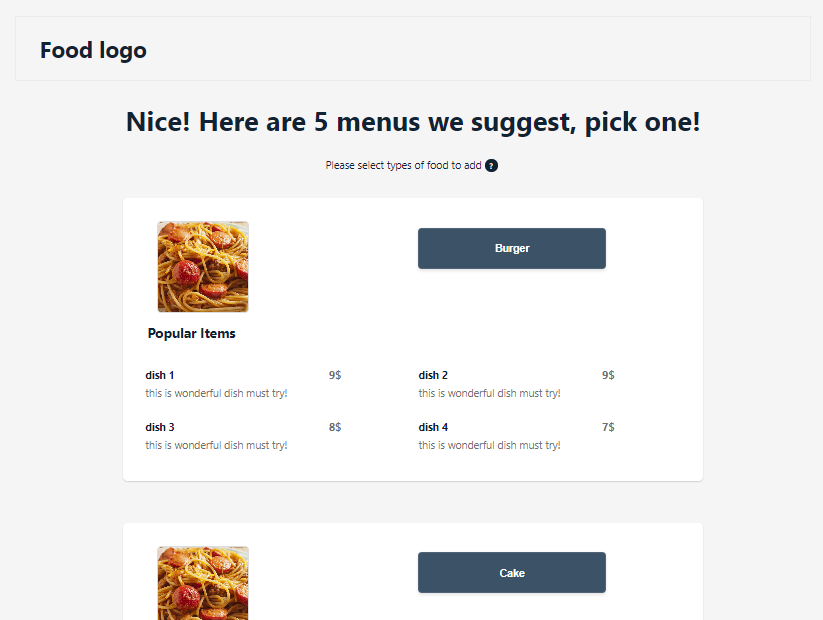 Food logo
Nice! Here are 5 menus we suggest, pick one!
Please select types of food to add ?
Burger
Popular Items
dish 1 9$
this is wonderful dish must try!
dish 2 9$
this is wonderful dish must try!
dish 3 8$
this is wonderful dish must try!
dish 4 7$
this is wonderful dish must try!
Cake